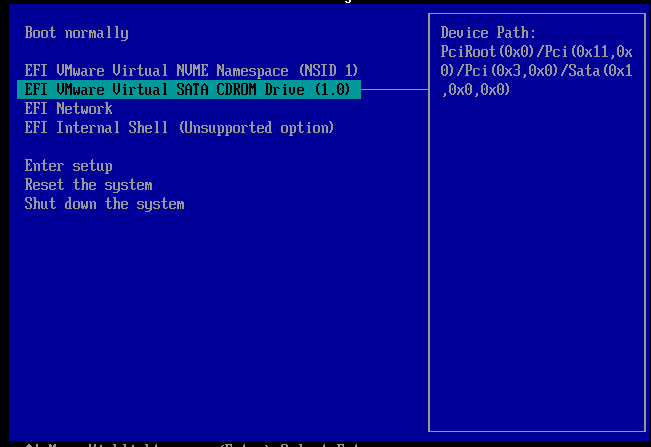 Boot normally
EFI VMware Virtual NVME Namespace (NSID 1)
EFI VMware Virtual SATA CDROM Drive (1.0)
EFI Network
EFI Internal Shell (Unsupported option)
Enter setup
Reset the system
Shut down the system
Device Path:
PciRoot(0x0)/Pci(0x11,0x
0)/Pci(0x3,0x0)/Sata(0x1
,0x0,0x0)